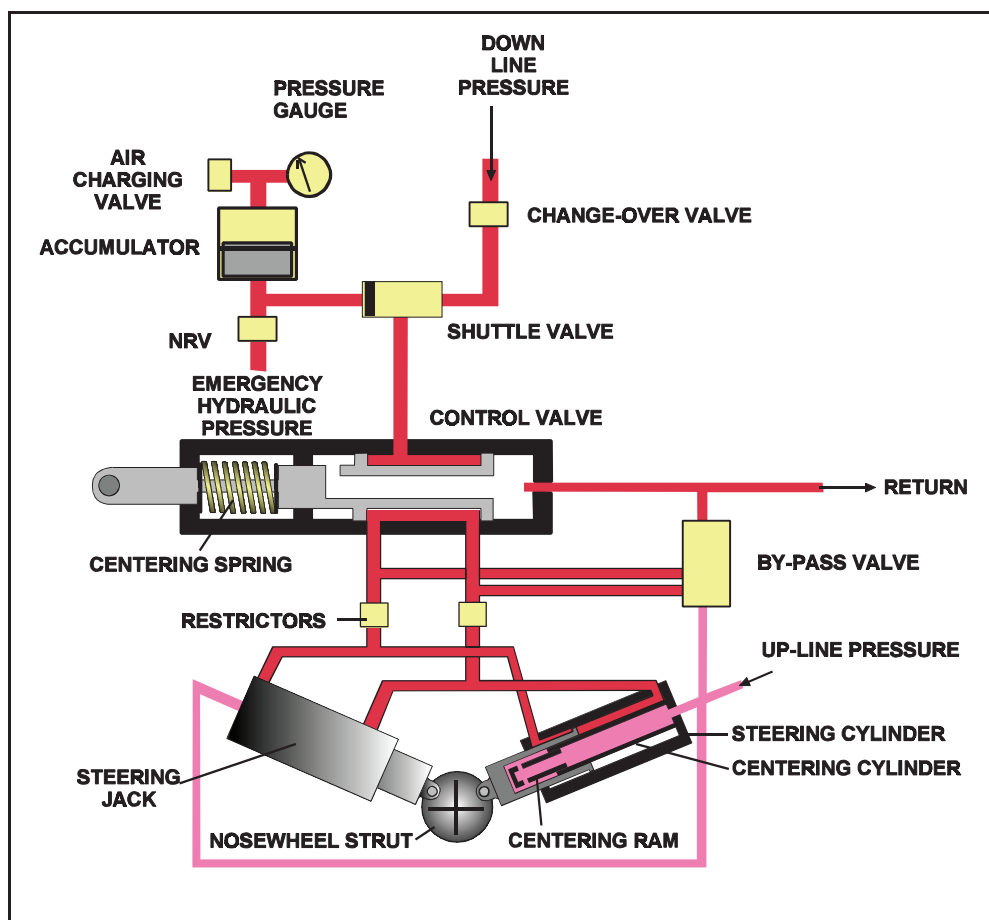 DOWN
LINE
PRESSURE
PRESSURE
GAUGE
AIR
CHARGING
VALVE
CHANGE-OVER VALVE
ACCUMULATOR
SHUTTLE VALVE
NRV
EMERGENCY
HYDRAULIC
PRESSURE
CONTROL VALVE
RETURN
CENTERING SPRING
BY-PASS VALVE
RESTRICTORS
UP-LINE PRESSURE
STEERING CYLINDER
CENTERING CYLINDER
STEERING
JACK
NOSEWHEEL STRUT
CENTERING RAM